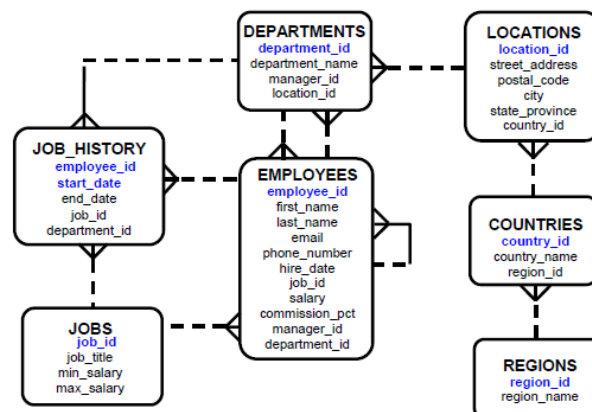 DEPARTMENTS
department_id
department_name
manager_id
location_id
LOCATIONS
location_id
street_address
postal_code
city
state_province
country_id
JOB_HISTORY
employee_id
start_date
end_date
job_id
department_id
EMPLOYEES
employee_id
first_name
last_name
email
phone_number
hire_date
job_id
salary
commission_pct
manager_id
department_id
COUNTRIES
country_id
country_name
region_id
JOBS
job_id
job_title
min_salary
max_salary
REGIONS
region_id
region_name